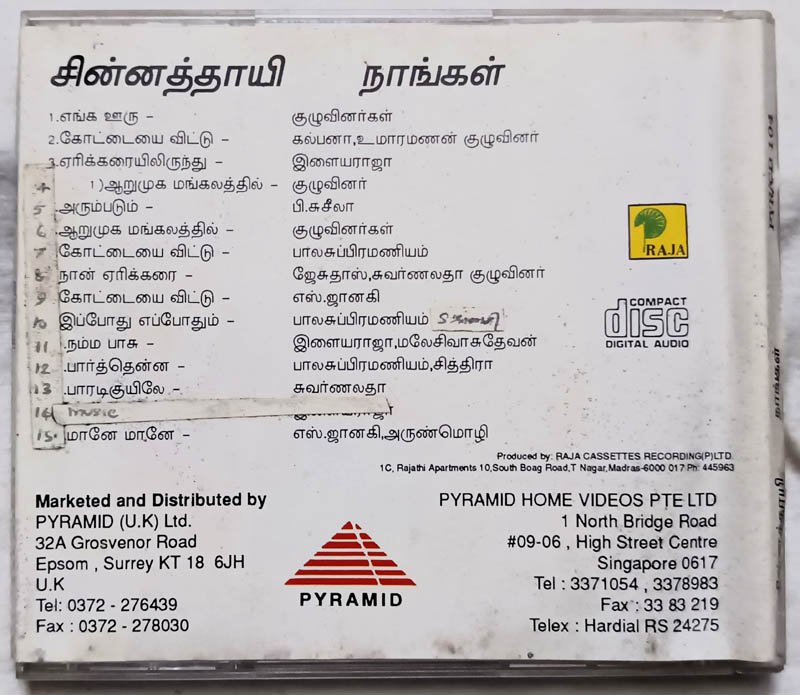 சின்னத்தாயி நாங்கள்
1.எங்க ஊரு – குழுவினர்கள்
2.கோட்டையை விட்டு – கல்பனா,உமாரமணன் குழுவினர்
3.ஏரிக்கரையிலிருந்து – இளையராஜா
4 1)ஆறுமுக மங்கலத்தில் – குழுவினர்
5 .அரும்படும் – பி.சுசீலா
6 ஆறுமுக மங்கலத்தில் – குழுவினர்கள்
7 கோட்டையை விட்டு – பாலசுப்பிரமணியம்
8 நான் ஏரிக்கரை – ஜேசுதாஸ்,சுவர்ணலதா குழுவினர்
9 கோட்டையை விட்டு – எஸ்.ஜானகி
10 இப்போது எப்போதும் – பாலசுப்பிரமணியம்
11 .நம்ம பாசு – இளையராஜா,மலேசிவாசுதேவன்
12 .பார்த்தென்ன – பாலசுப்பிரமணியம்,சித்திரா
13 .பாரடிகுயிலே – சுவர்ணலதா
14 music இளையராஜா
15. மானே மானே – எஸ்.ஜானகி,அருண்மொழி
RAJA
COMPACT
disc
DIGITAL AUDIO
Produced by: RAJA CASSETTES RECORDING(P)LTD
1C, Rajathi Apartments 10,South Boag Road,T Nagar,Madras-6000 017 Ph: 445963
Marketed and Distributed by
PYRAMID (U.K) Ltd.
32A Grosvenor Road
Epsom , Surrey KT 18 6JH
U.K
Tel: 0372 - 276439
Fax : 0372 - 278030
PYRAMID
PYRAMID HOME VIDEOS PTE LTD
1 North Bridge Road
#09-06 , High Street Centre
Singapore 0617
Tel : 3371054 , 3378983
Fax : 33 83 219
Telex : Hardial RS 24275
நாங்கள்